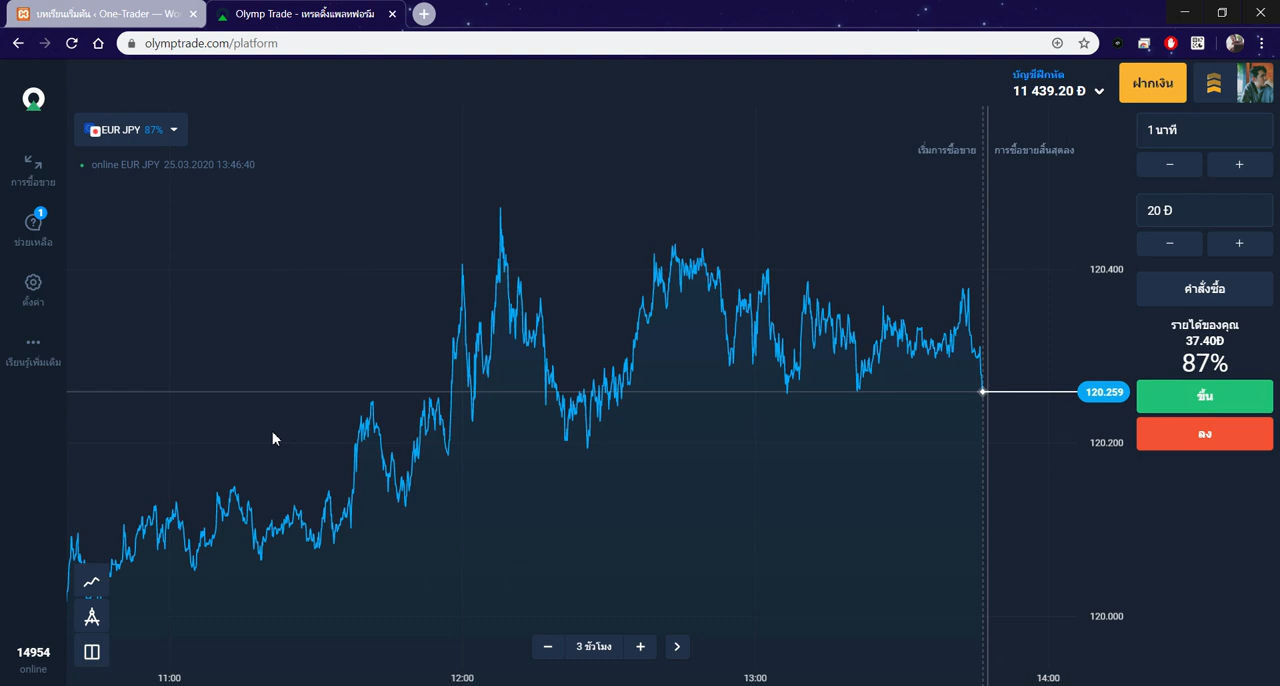 บทเรียนเริ่มต้น ‹ One-Trader — Wo
Olymp Trade - เทรดดิ้งแพลทฟอร์ม
olymptrade.com/platform
บัญชีฝึกหัด
11 439.20 Đ
ฝากเงิน
EUR JPY 87%
online EUR JPY 25.03.2020 13:46:40
เริ่มการซื้อขาย
การซื้อขายสิ้นสุดลง
1 นาที
− +
20 Đ
− +
คำสั่งซื้อ
รายได้ของคุณ
37.40Đ
87%
ขึ้น
ลง
การซื้อขาย
1
ช่วยเหลือ
ตั้งค่า
เรียนรู้เพิ่มเติม
120.400
120.259
120.200
120.000
− 3 ชั่วโมง +
14954
online
11:00 12:00 13:00 14:00